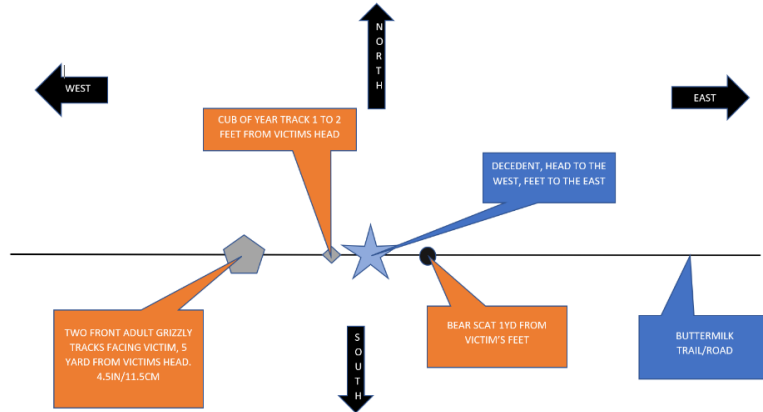 NORTH
WEST
EAST
CUB OF YEAR TRACK 1 TO 2
FEET FROM VICTIMS HEAD
DECEDENT, HEAD TO THE
WEST, FEET TO THE EAST
TWO FRONT ADULT GRIZZLY
TRACKS FACING VICTIM, 5
YARD FROM VICTIMS HEAD.
4.5IN/11.5CM
BEAR SCAT 1YD FROM
VICTIM'S FEET
BUTTERMILK
TRAIL/ROAD
SOUTH